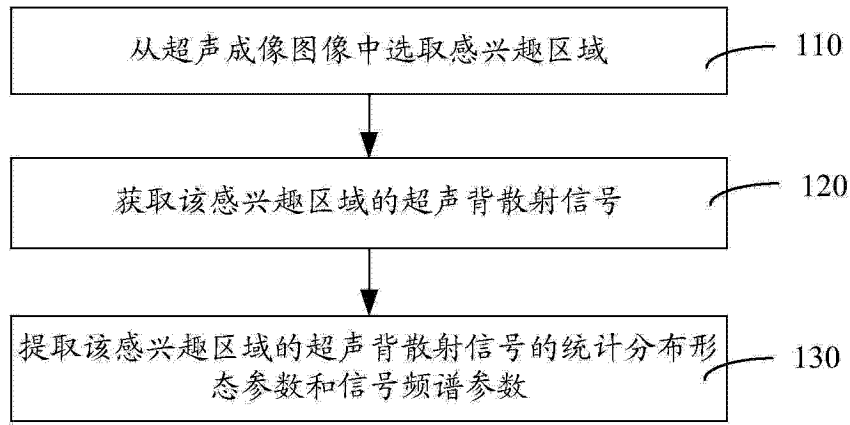 从超声成像图像中选取感兴趣区域
110
获取该感兴趣区域的超声背散射信号
120
提取该感兴趣区域的超声背散射信号的统计分布形
态参数和信号频谱参数
130